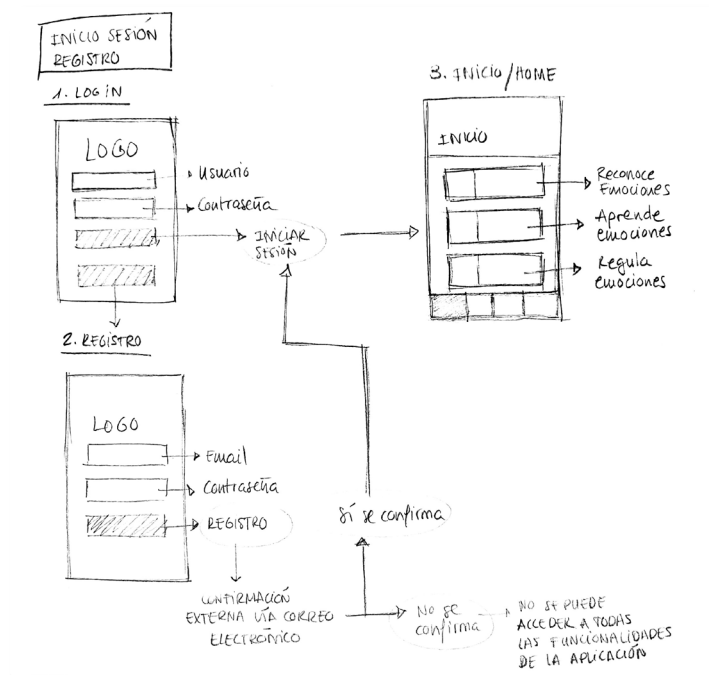 INICIO SESIÓN
REGISTRO
1. LOGIN
LOGO
Usuario
Contraseña
INICIAR
SESIÓN
3. INICIO/HOME
INICIO
Reconoce
Emociones
Aprende
emociones
Regula
emociones
2. REGISTRO
LOGO
Email
Contraseña
REGISTRO
CONFIRMACIÓN
EXTERNA VÍA CORREO
ELECTRÓNICO
Sí se confirma
No se
confirma
NO SE PUEDE
ACCEDER A TODAS
LAS FUNCIONALIDADES
DE LA APLICACIÓN